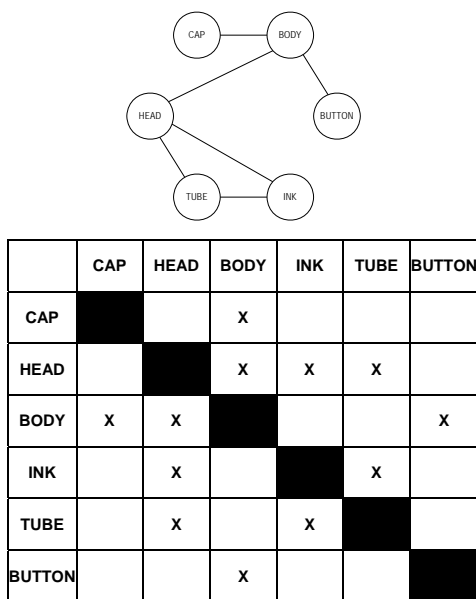 CAP BODY
HEAD BUTTON
TUBE INK
CAP HEAD BODY INK TUBE BUTTON
CAP X
HEAD X X X
BODY X X X
INK X X
TUBE X X
BUTTON X